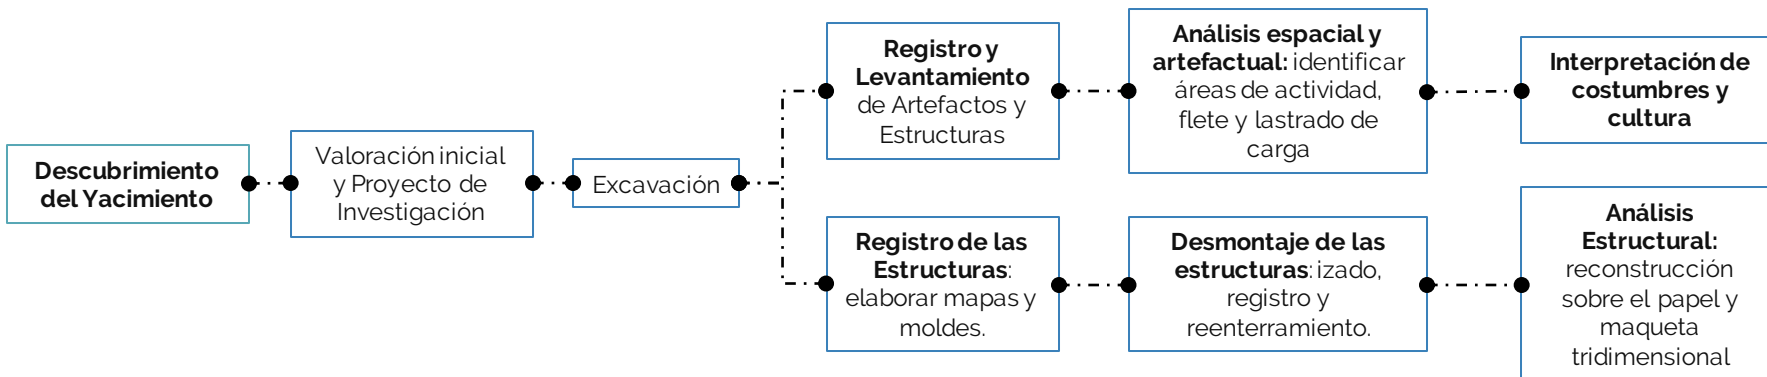 Descubrimiento
del Yacimiento
Valoración inicial
y Proyecto de
Investigación
Excavación
Registro y
Levantamiento
de Artefactos y
Estructuras
Análisis espacial y
artefactual: identificar
áreas de actividad,
flete y lastrado de
carga
Interpretación de
costumbres y
cultura
Registro de las
Estructuras:
elaborar mapas y
moldes.
Desmontaje de las
estructuras: izado,
registro y
reenterramiento.
Análisis
Estructural:
reconstrucción
sobre el papel y
maqueta
tridimensional